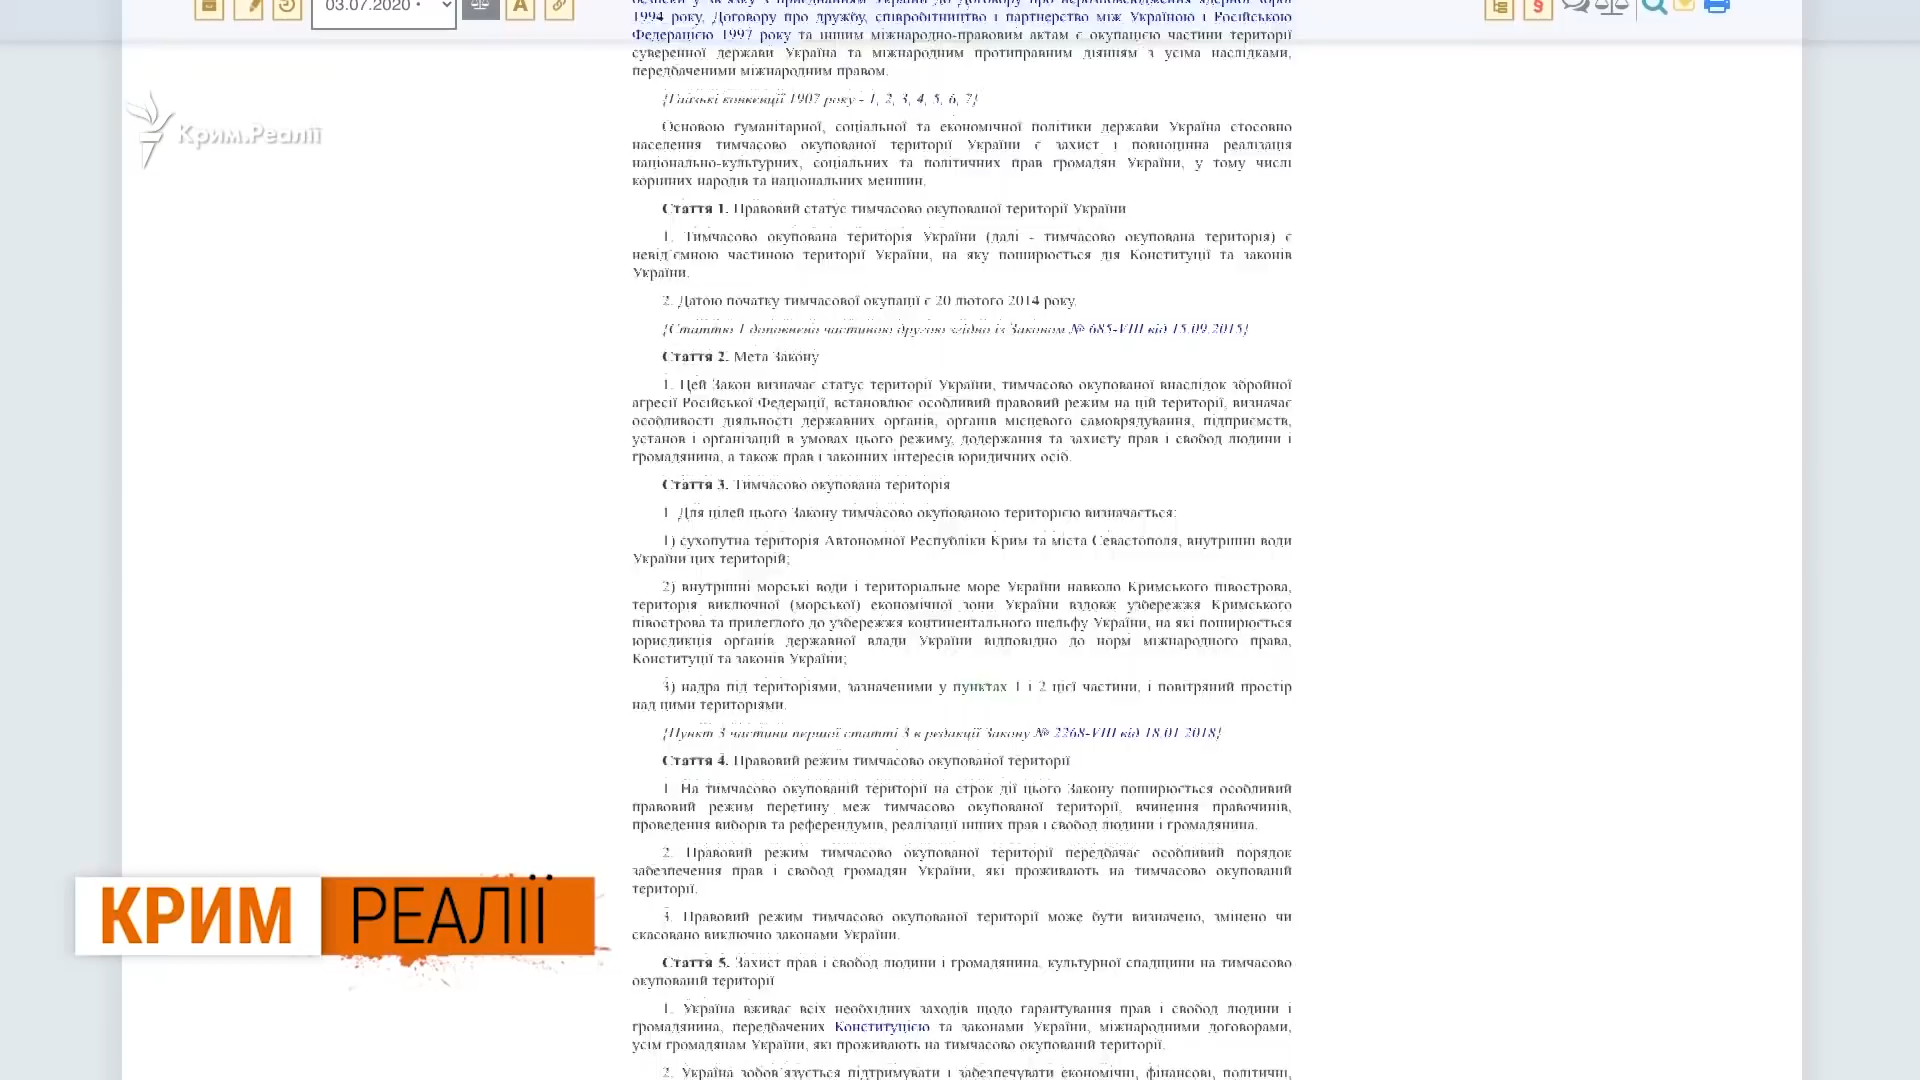 03.07.2020
1994 року, Договору про дружбу, співробітництво і партнерство між Україною і Російською
Федерацією 1997 року та іншим міжнародно-правовим актам є окупацією частини території
суверенної держави Україна та міжнародним протиправним діянням з усіма наслідками,
передбаченими міжнародним правом.
{Гаазькі конвенції 1907 року - 1, 2, 3, 4, 5, 6, 7}
Крим.Реалії
Основою гуманітарної, соціальної та економічної політики держави Україна стосовно
населення тимчасово окупованої території України є захист і повноцінна реалізація
національно-культурних, соціальних та політичних прав громадян України, у тому числі
корінних народів та національних меншин.
Стаття 1. Правовий статус тимчасово окупованої території України
1. Тимчасово окупована територія України (далі - тимчасово окупована територія) є
невід'ємною частиною території України, на яку поширюється дія Конституції та законів
України.
2. Датою початку тимчасової окупації є 20 лютого 2014 року.
{Статтю 1 доповнено частиною другою згідно із Законом № 685-VIII від 15.09.2015}
Стаття 2. Мета Закону
1. Цей Закон визначає статус території України, тимчасово окупованої внаслідок збройної
агресії Російської Федерації, встановлює особливий правовий режим на цій території, визначає
особливості діяльності державних органів, органів місцевого самоврядування, підприємств,
установ і організацій в умовах цього режиму, додержання та захисту прав і свобод людини і
громадянина, а також прав і законних інтересів юридичних осіб.
Стаття 3. Тимчасово окупована територія
1. Для цілей цього Закону тимчасово окупованою територією визначається:
1) сухопутна територія Автономної Республіки Крим та міста Севастополя, внутрішні води
України цих територій;
2) внутрішні морські води і територіальне море України навколо Кримського півострова,
територія виключної (морської) економічної зони України вздовж узбережжя Кримського
півострова та прилеглого до узбережжя континентального шельфу України, на які поширюється
юрисдикція органів державної влади України відповідно до норм міжнародного права,
Конституції та законів України;
3) надра під територіями, зазначеними у пунктах 1 і 2 цієї частини, і повітряний простір
над цими територіями.
{Пункт 3 частини першої статті 3 в редакції Закону № 2268-VIII від 18.01.2018}
Стаття 4. Правовий режим тимчасово окупованої території
1. На тимчасово окупованій території на строк дії цього Закону поширюється особливий
правовий режим перетину меж тимчасово окупованої території, вчинення правочинів,
проведення виборів та референдумів, реалізації інших прав і свобод людини і громадянина.
2. Правовий режим тимчасово окупованої території передбачає особливий порядок
забезпечення прав і свобод громадян України, які проживають на тимчасово окупованій
території.
3. Правовий режим тимчасово окупованої території може бути визначено, змінено чи
скасовано виключно законами України.
КРИМ РЕАЛІЇ
Стаття 5. Захист прав і свобод людини і громадянина, культурної спадщини на тимчасово
окупованій території
1. Україна вживає всіх необхідних заходів щодо гарантування прав і свобод людини і
громадянина, передбачених Конституцією та законами України, міжнародними договорами,
усім громадянам України, які проживають на тимчасово окупованій території.
2. Україна зобов'язується підтримувати і забезпечувати економічні, фінансові, політичні,